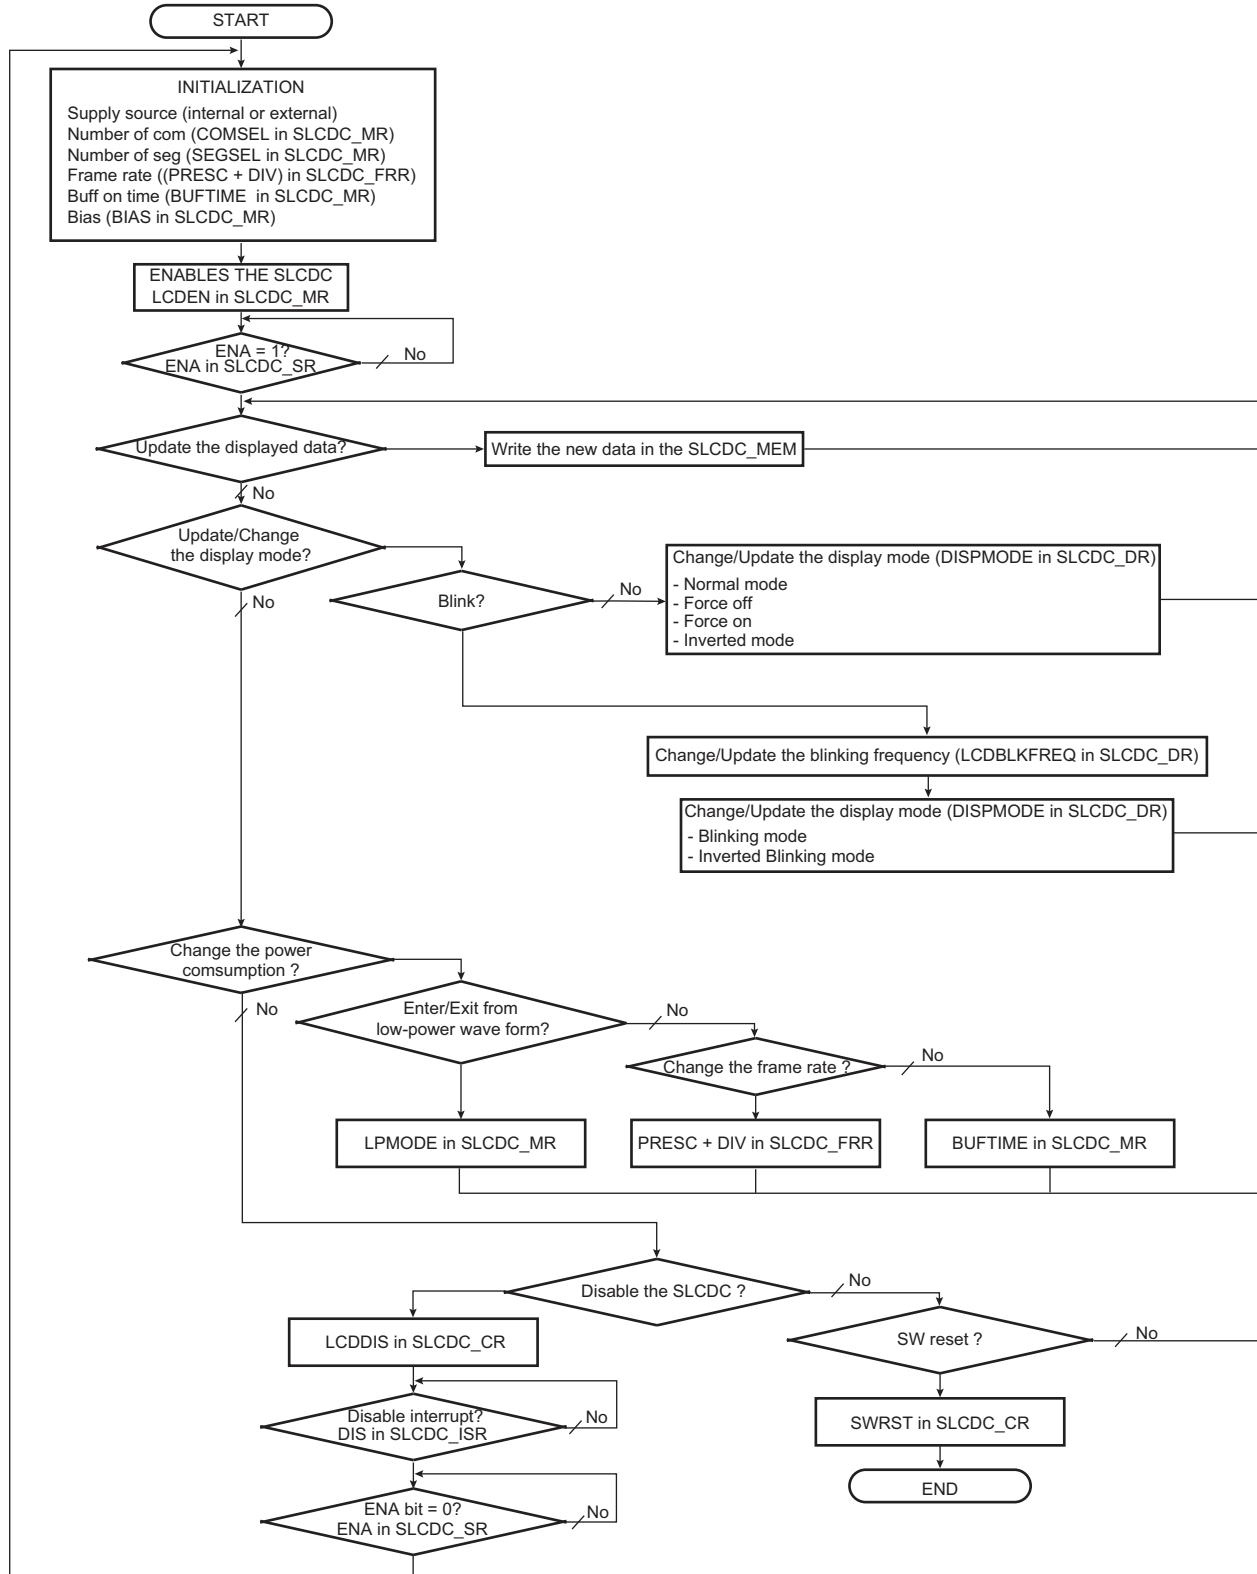 START
INITIALIZATION
Supply source (internal or external)
Number of com (COMSEL in SLCDC_MR)
Number of seg (SEGSEL in SLCDC_MR)
Frame rate ((PRESC + DIV) in SLCDC_FRR)
Buff on time (BUFTIME in SLCDC_MR)
Bias (BIAS in SLCDC_MR)
ENABLES THE SLCDC
LCDEN in SLCDC_MR
ENA = 1?
ENA in SLCDC_SR
No
Update the displayed data?
Write the new data in the SLCDC_MEM
No
Update/Change
the display mode?
No
Blink?
No
Change/Update the display mode (DISPMODE in SLCDC_DR)
- Normal mode
- Force off
- Force on
- Inverted mode
Change/Update the blinking frequency (LCDBLKFREQ in SLCDC_DR)
Change/Update the display mode (DISPMODE in SLCDC_DR)
- Blinking mode
- Inverted Blinking mode
Change the power
comsumption ?
No
Enter/Exit from
low-power wave form?
No
Change the frame rate ?
No
LPMODE in SLCDC_MR
PRESC + DIV in SLCDC_FRR
BUFTIME in SLCDC_MR
Disable the SLCDC ?
No
LCDDIS in SLCDC_CR
SW reset ?
No
Disable interrupt?
DIS in SLCDC_ISR
No
SWRST in SLCDC_CR
END
ENA bit = 0?
ENA in SLCDC_SR
No